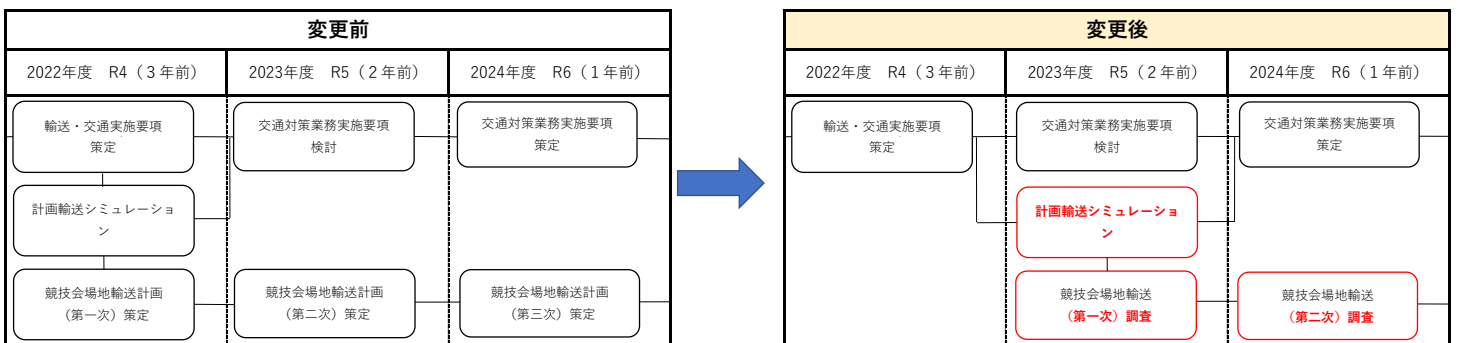 変更前
2022年度　R4（３年前）
2023年度　R5（２年前）
2024年度　R6（１年前）
輸送・交通実施要項
策定
交通対策業務実施要項
検討
交通対策業務実施要項
策定
計画輸送シミュレーショ
ン
競技会場地輸送計画
（第一次）策定
競技会場地輸送計画
（第二次）策定
競技会場地輸送計画
（第三次）策定
変更後
2022年度　R4（３年前）
2023年度　R5（２年前）
2024年度　R6（１年前）
輸送・交通実施要項
策定
交通対策業務実施要項
検討
交通対策業務実施要項
策定
計画輸送シミュレーショ
ン
競技会場地輸送
（第一次）調査
競技会場地輸送
（第二次）調査